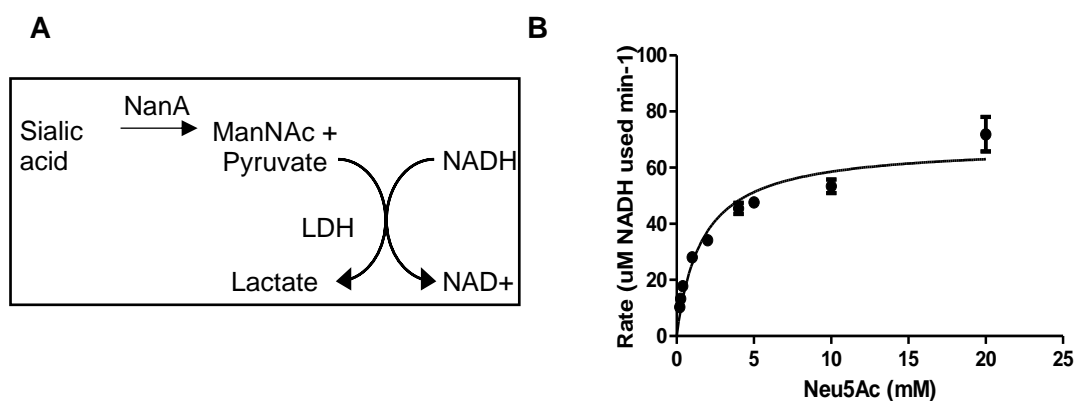 A
NanA
Sialic
acid
ManNAc +
Pyruvate
NADH
LDH
Lactate
NAD+
B
Rate (uM NADH used min-1)
100
80
60
40
20
0
0 5 10 15 20 25
Neu5Ac (mM)